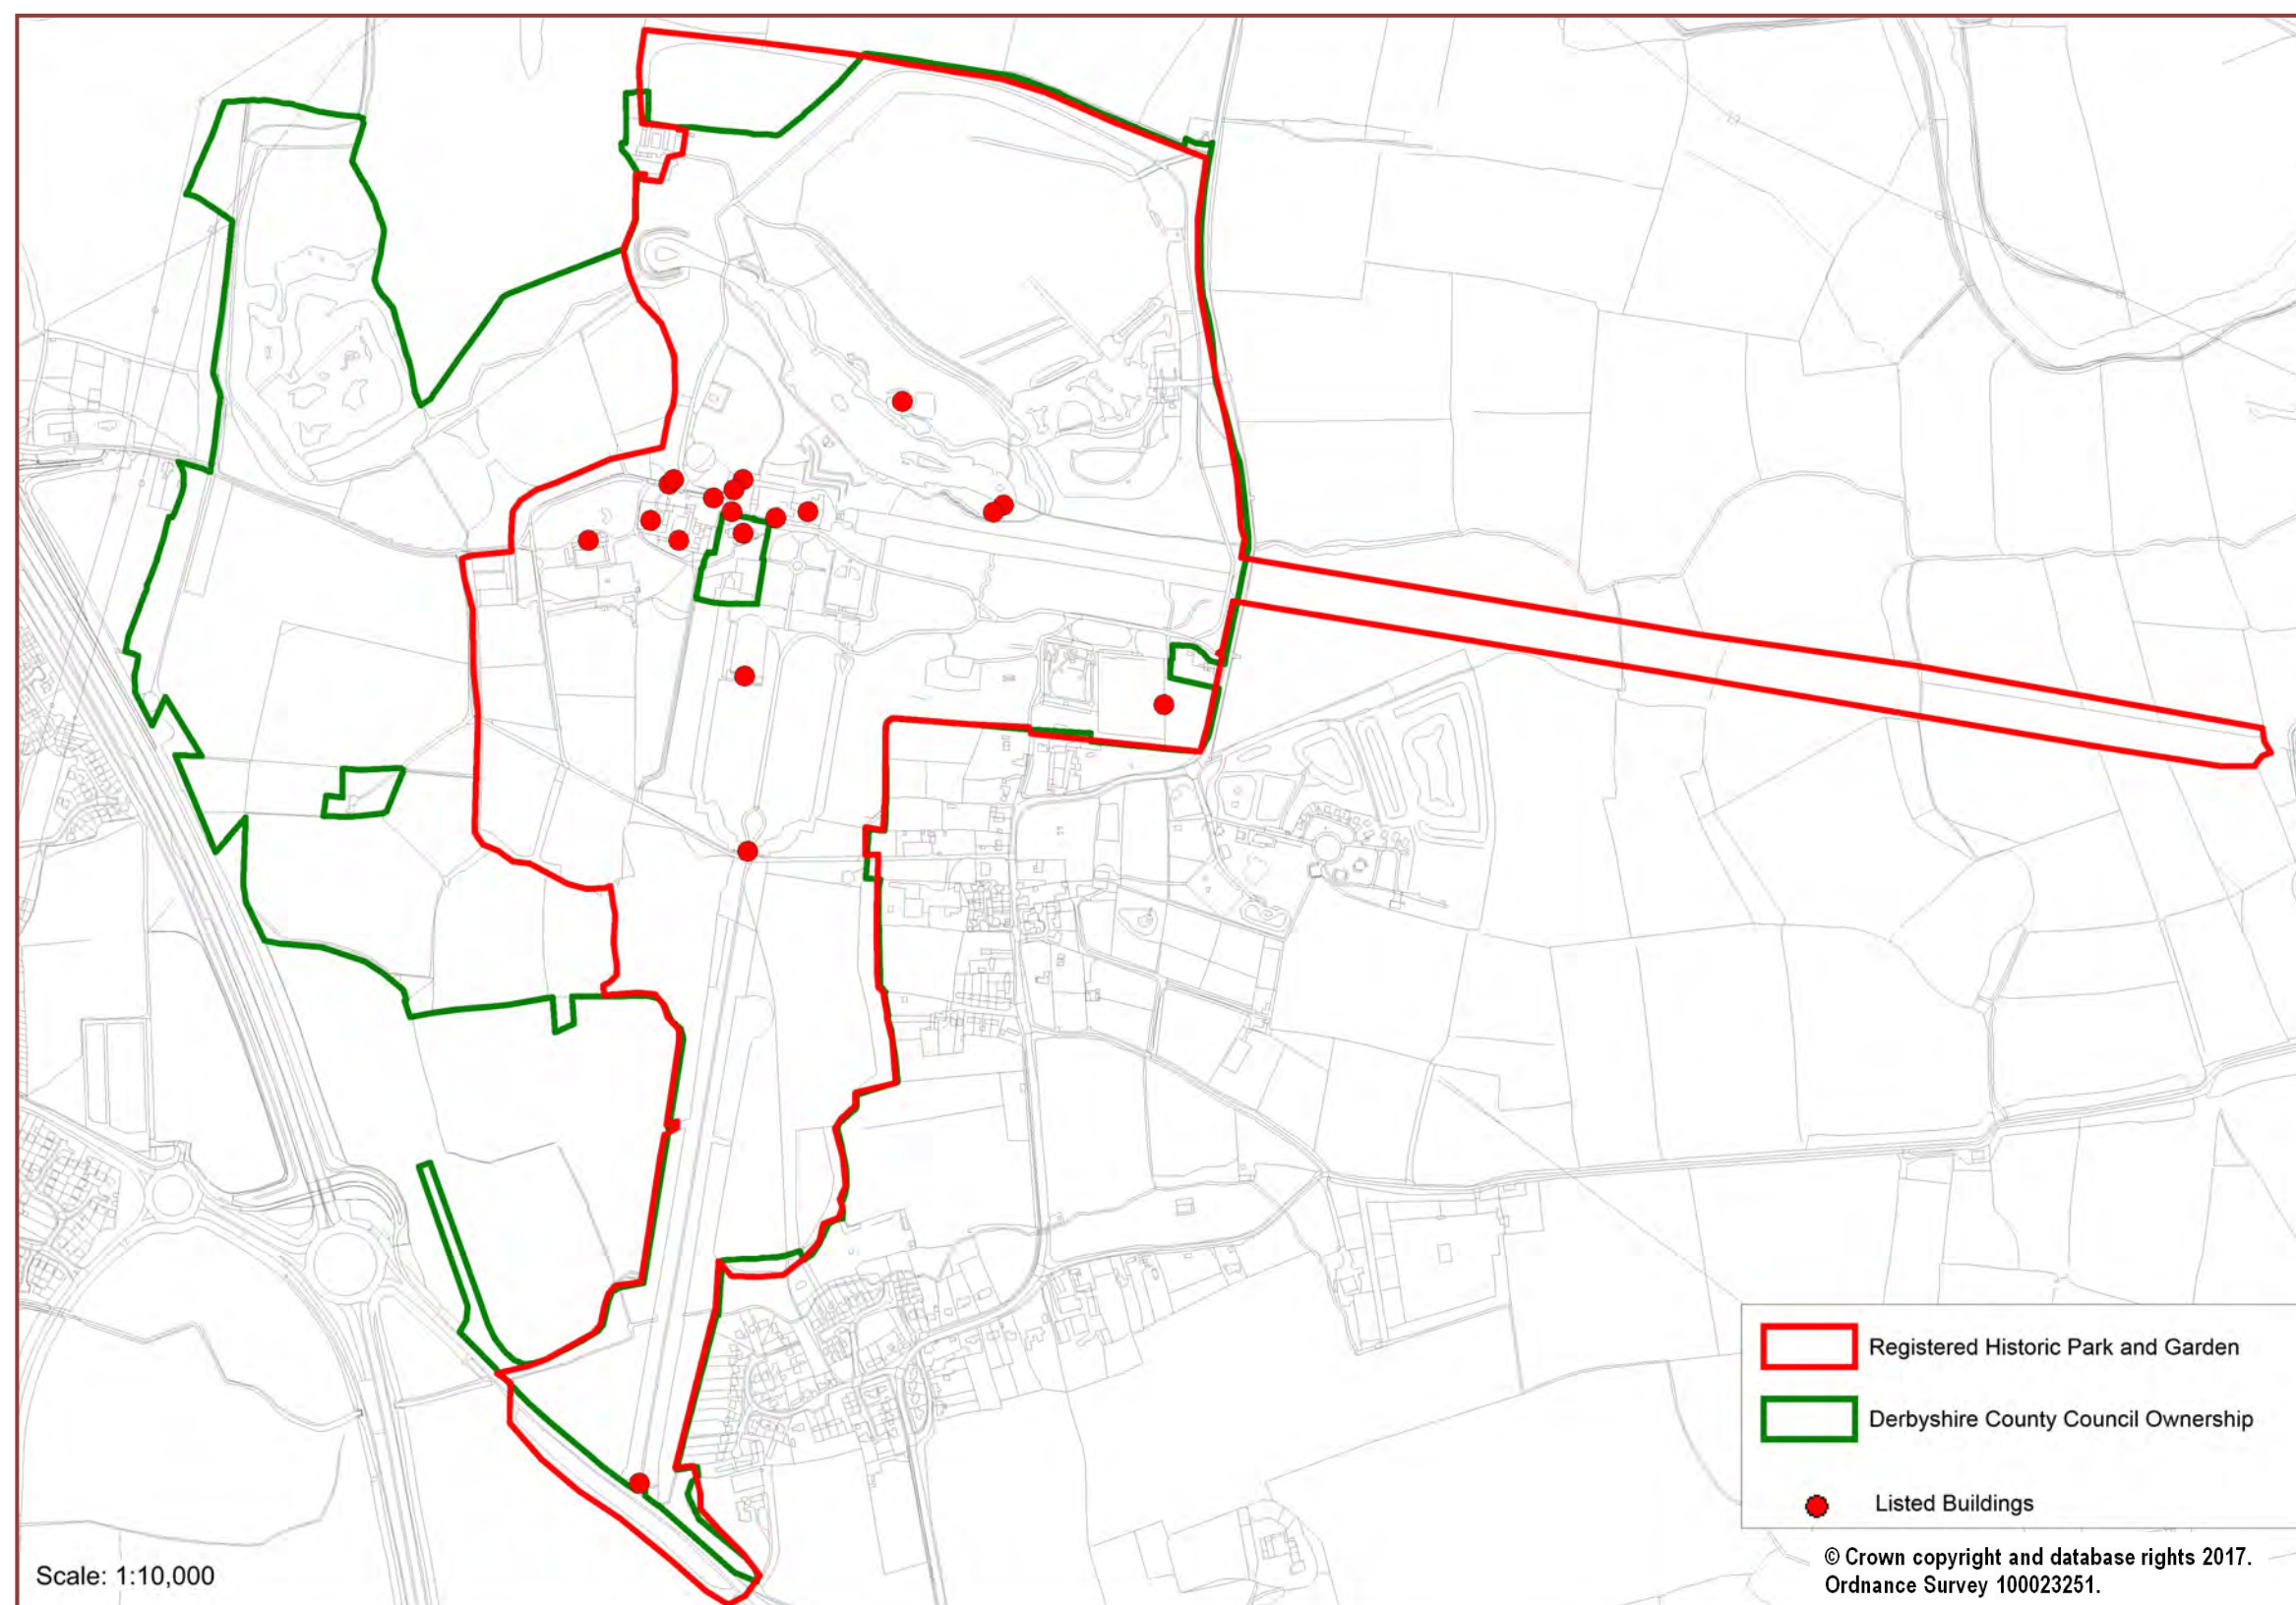 Registered Historic Park and Garden
Derbyshire County Council Ownership
Listed Buildings
Scale: 1:10,000
© Crown copyright and database rights 2017.
Ordnance Survey 100023251.